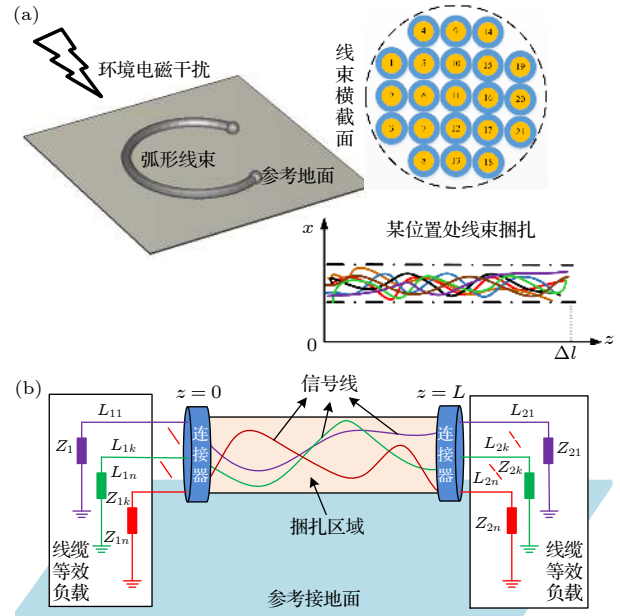 (a)
环境电磁干扰
弧形线束
参考地面
线束横截面
4 9 14
1 5 10 15 19
2 6 11 16 20
3 7 12 17 21
8 13 18
某位置处线束捆扎
x
0
Δl
z
(b)
z = 0
信号线
z = L
L11
L21
Z1
L1k
连接器
连接器
L2k
Z21
L1n
Z2k
Z1k
L2n
Z1n
Z2n
捆扎区域
线缆
等效
负载
线缆
等效
负载
参考接地面